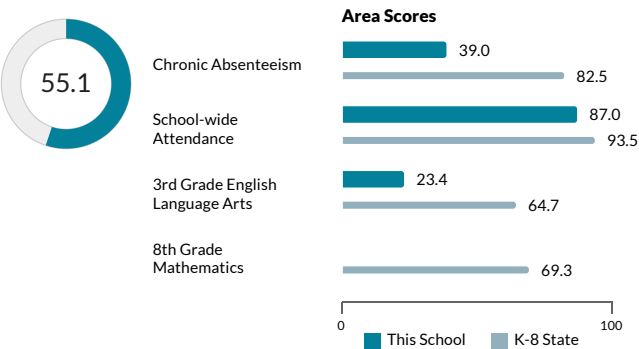 Area Scores
55.1
Chronic Absenteeism
39.0
82.5
School-wide
Attendance
87.0
93.5
3rd Grade English
Language Arts
23.4
64.7
8th Grade
Mathematics
69.3
0
100
This School
K-8 State